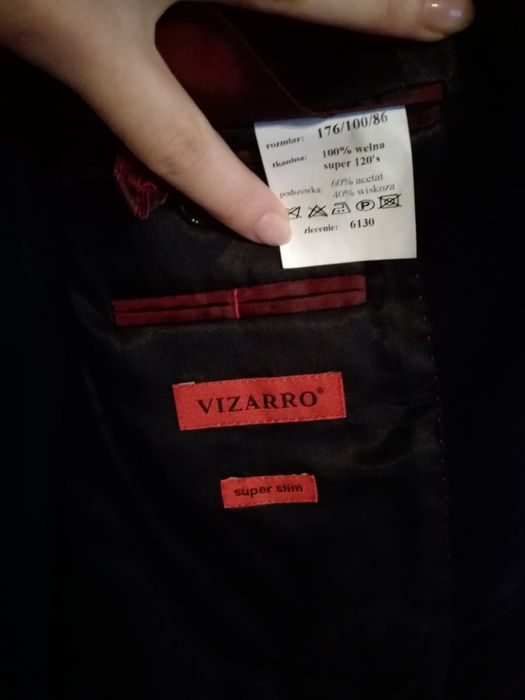 rozmiar: 176/100/86
tkanina: 100% wełna
super 120's
podszewka: 60% acetat
40% wiskoza
P
zlecenie: 6130
VIZARRO®
super slim